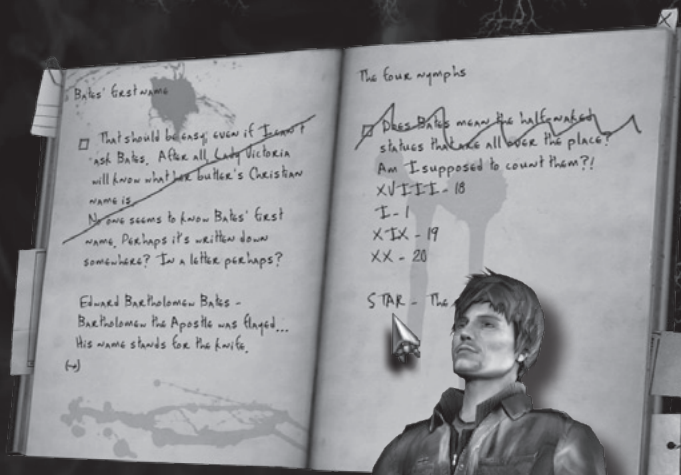 Bates' first name
That should be easy, even if I can't
ask Bates. After all, Lady Victoria
will know what her butler's Christian
name is.
No one seems to know Bates' first
name. Perhaps it's written down
somewhere? In a letter perhaps?
Edward Bartholomew Bates -
Bartholomew the Apostle was flayed...
His name stands for the knife.
(→)
The four nymphs
Does Bates mean the half-naked
statues that are all over the place?
Am I supposed to count them?!
XVIIII - 18
I - 1
XIX - 19
XX - 20
STAR - The
X